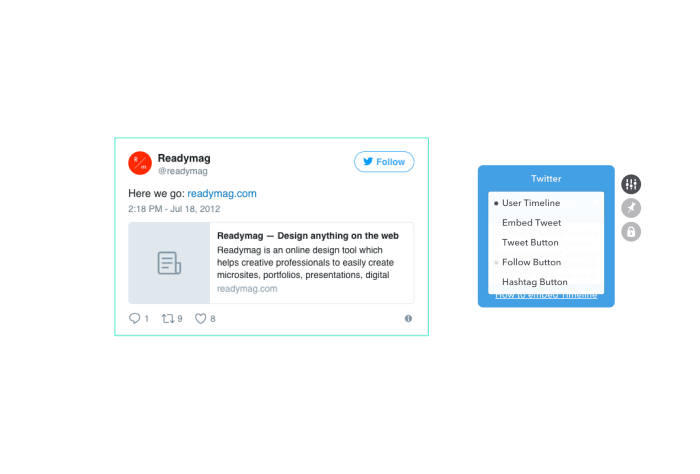 Readymag
@readymag
Follow
Here we go: readymag.com
2:18 PM - Jul 18, 2012
Readymag — Design anything on the web
Readymag is an online design tool which
helps creative professionals to easily create
microsites, portfolios, presentations, digital
readymag.com
1 9 8
Twitter
User Timeline
Embed Tweet
Tweet Button
Follow Button
Hashtag Button
How to embed Timeline